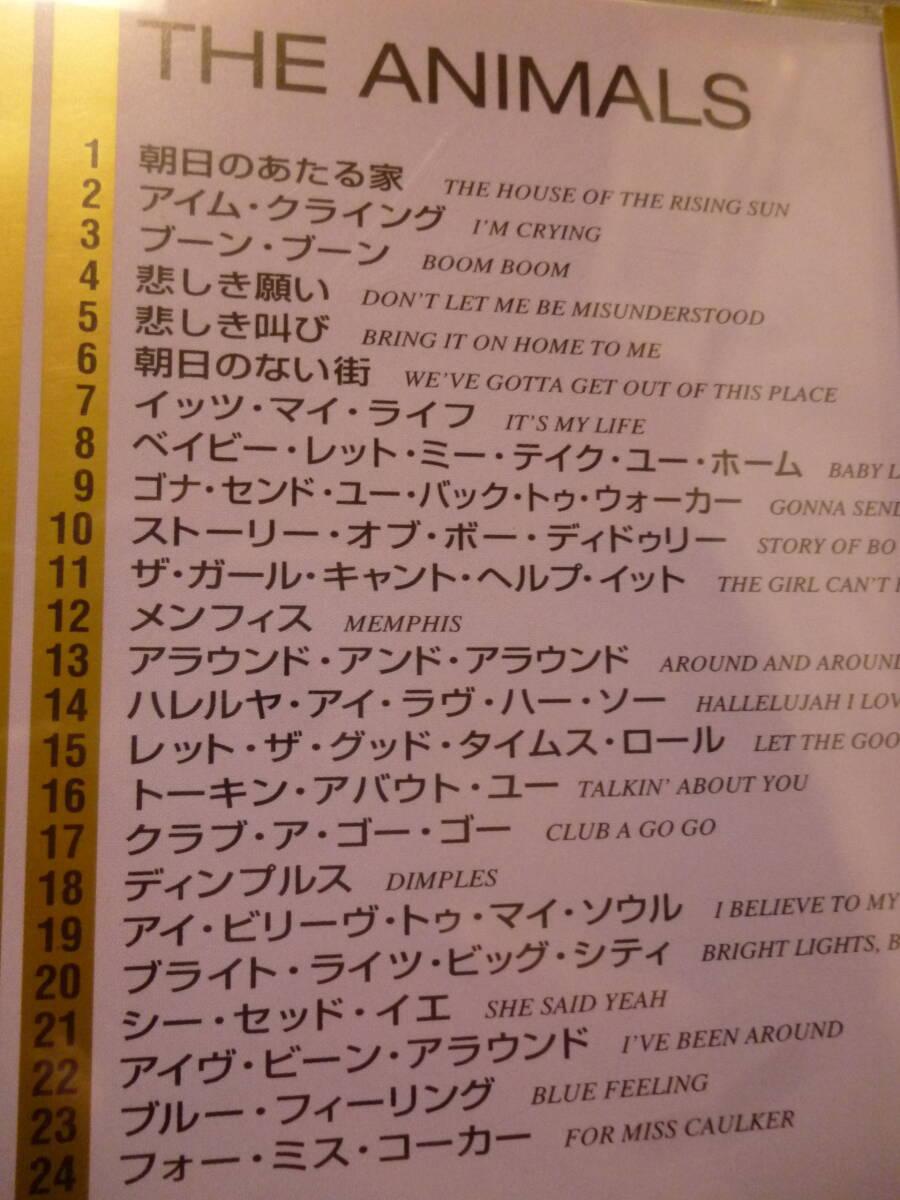 THE ANIMALS
1 朝日のあたる家 THE HOUSE OF THE RISING SUN
2 アイム・クライング I'M CRYING
3 ブーン・ブーン BOOM BOOM
4 悲しき願い DON'T LET ME BE MISUNDERSTOOD
5 悲しき叫び BRING IT ON HOME TO ME
6 朝日のない街 WE'VE GOTTA GET OUT OF THIS PLACE
7 イッツ・マイ・ライフ IT'S MY LIFE
8 ベイビー・レット・ミー・テイク・ユー・ホーム BABY L
9 ゴナ・センド・ユー・バック・トゥ・ウォーカー GONNA SEND
10 ストーリー・オブ・ボー・ディドゥリー STORY OF BO
11 ザ・ガール・キャント・ヘルプ・イット THE GIRL CAN'T
12 メンフィス MEMPHIS
13 アラウンド・アンド・アラウンド AROUND AND AROUND
14 ハレルヤ・アイ・ラヴ・ハー・ソー HALLELUJAH I LOV
15 レット・ザ・グッド・タイムス・ロール LET THE GOO
16 トーキン・アバウト・ユー TALKIN' ABOUT YOU
17 クラブ・ア・ゴー・ゴー CLUB A GO GO
18 ディンプルス DIMPLES
19 アイ・ビリーヴ・トゥ・マイ・ソウル I BELIEVE TO MY
20 ブライト・ライツ・ビッグ・シティ BRIGHT LIGHTS, B
21 シー・セッド・イエ SHE SAID YEAH
22 アイヴ・ビーン・アラウンド I'VE BEEN AROUND
23 ブルー・フィーリング BLUE FEELING
24 フォー・ミス・コーカー FOR MISS CAULKER